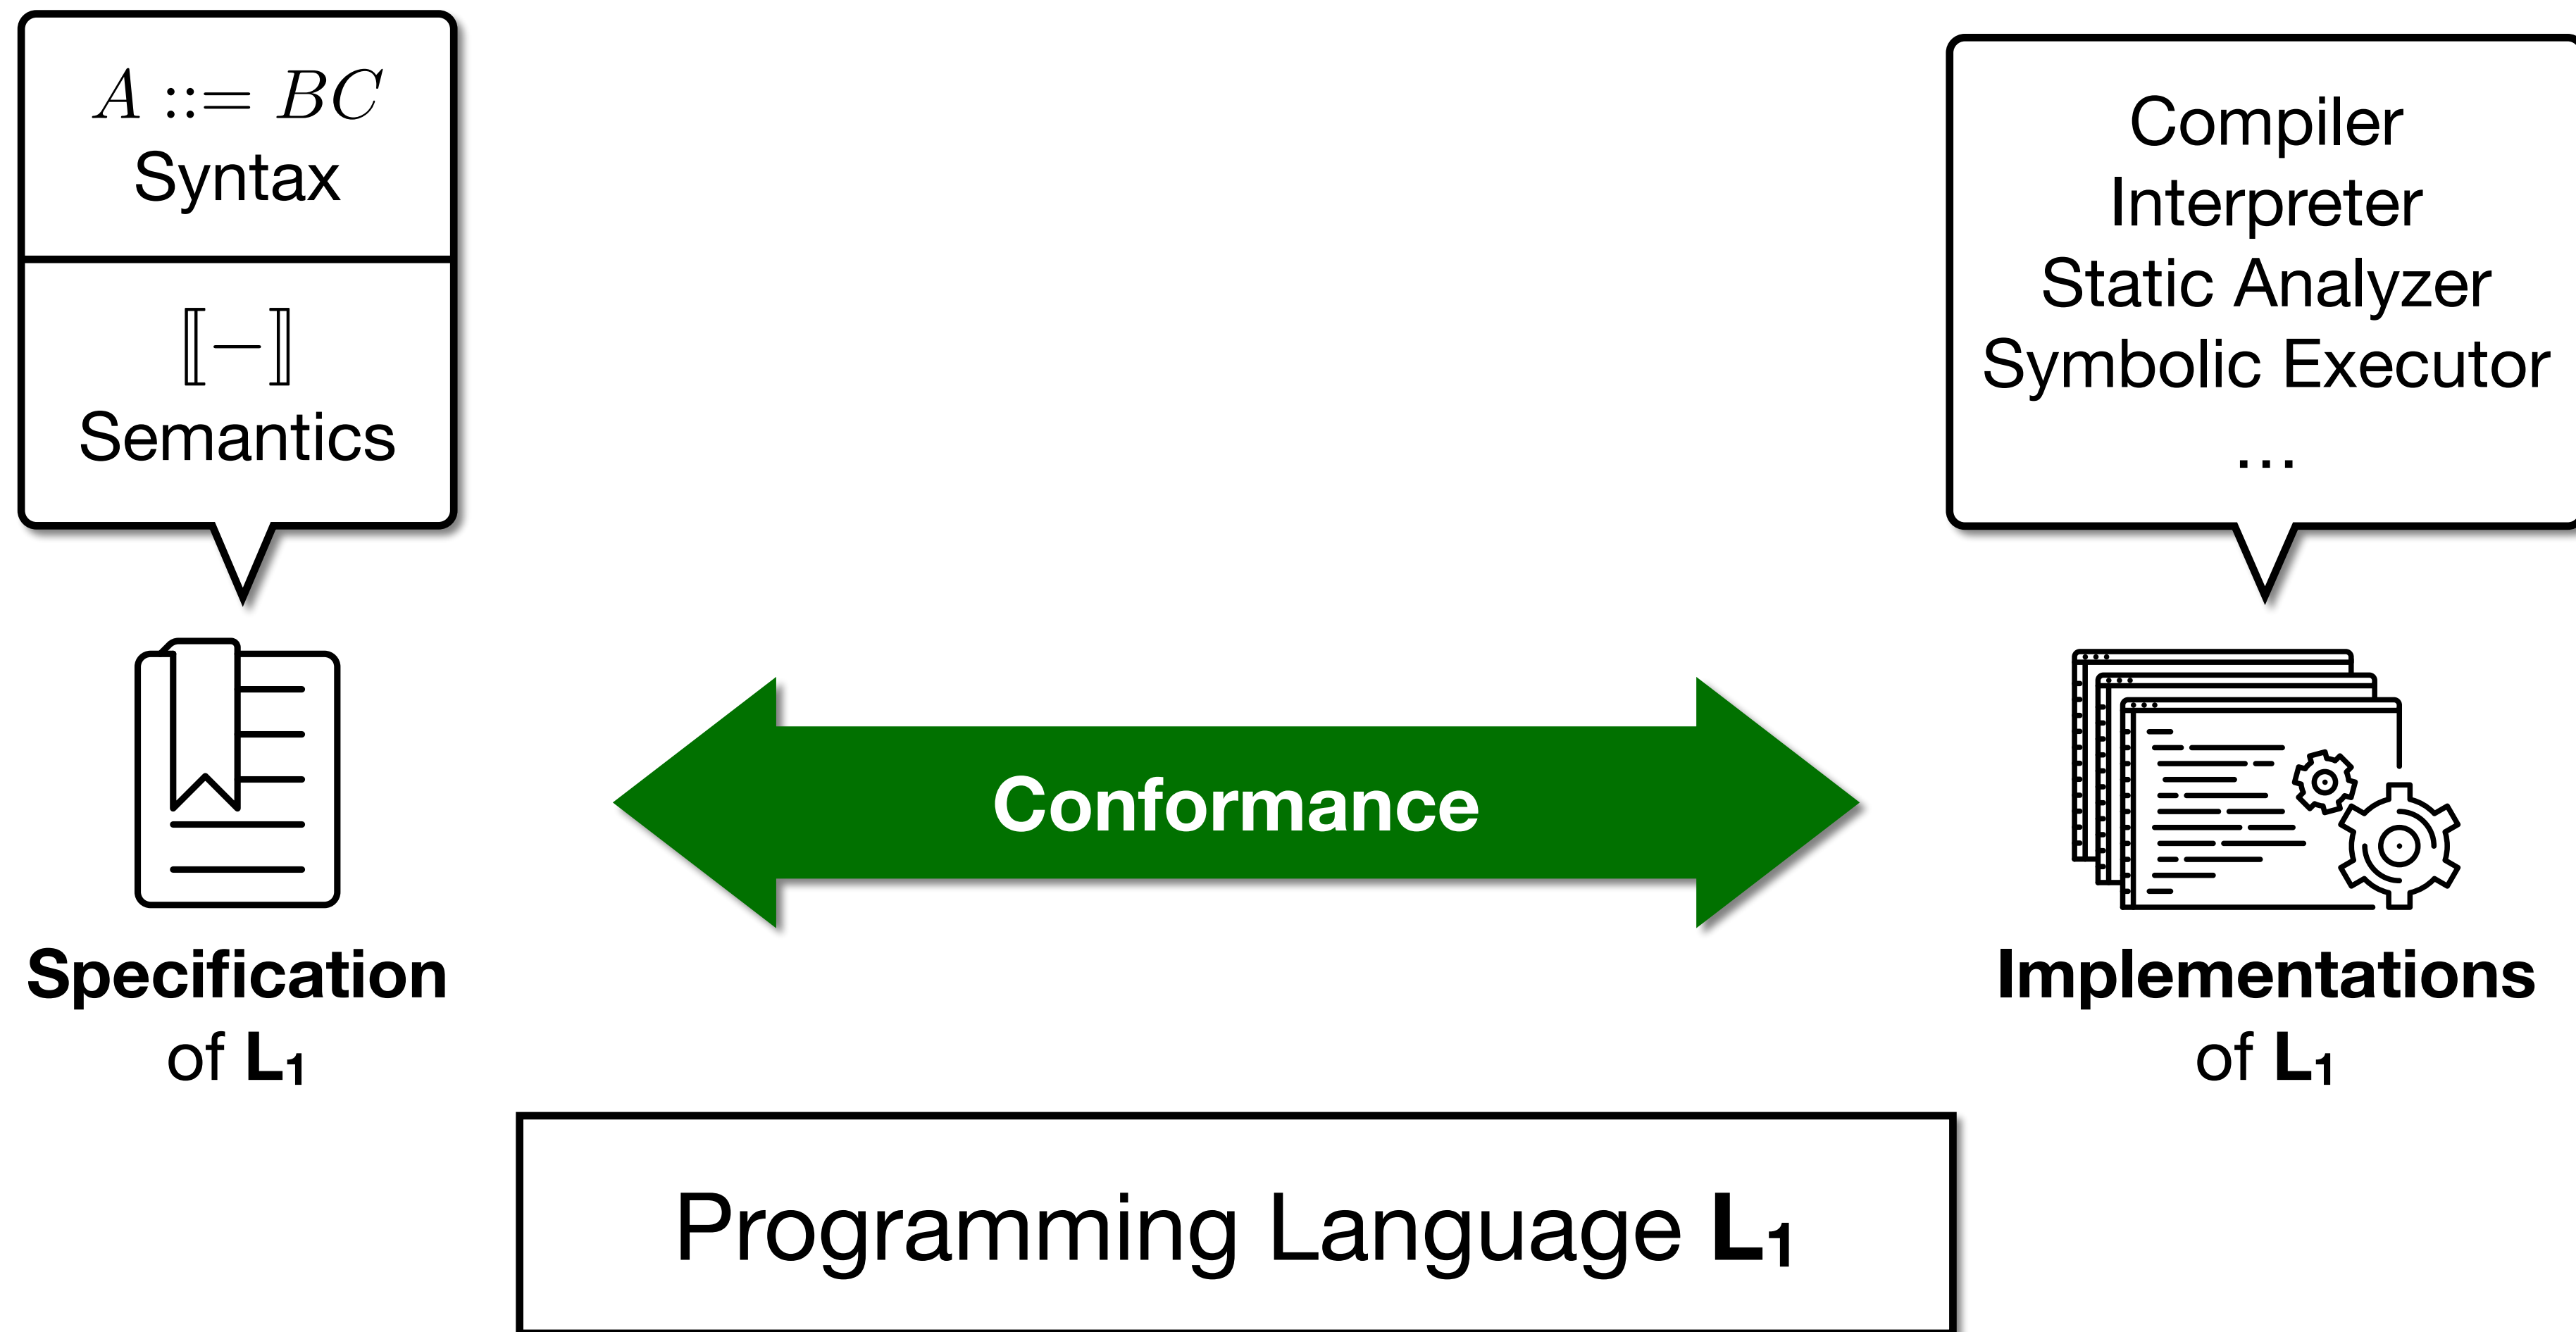 A ::= BC
Syntax
⟦−⟧
Semantics
Compiler
Interpreter
Static Analyzer
Symbolic Executor
…
Conformance
Specification
of L₁
Implementations
of L₁
Programming Language L₁